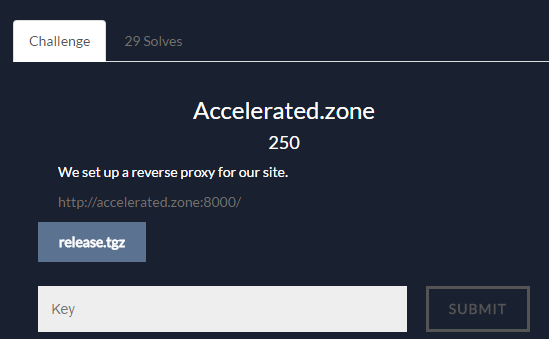 Challenge
29 Solves
Accelerated.zone
250
We set up a reverse proxy for our site.
http://accelerated.zone:8000/
release.tgz
Key
SUBMIT